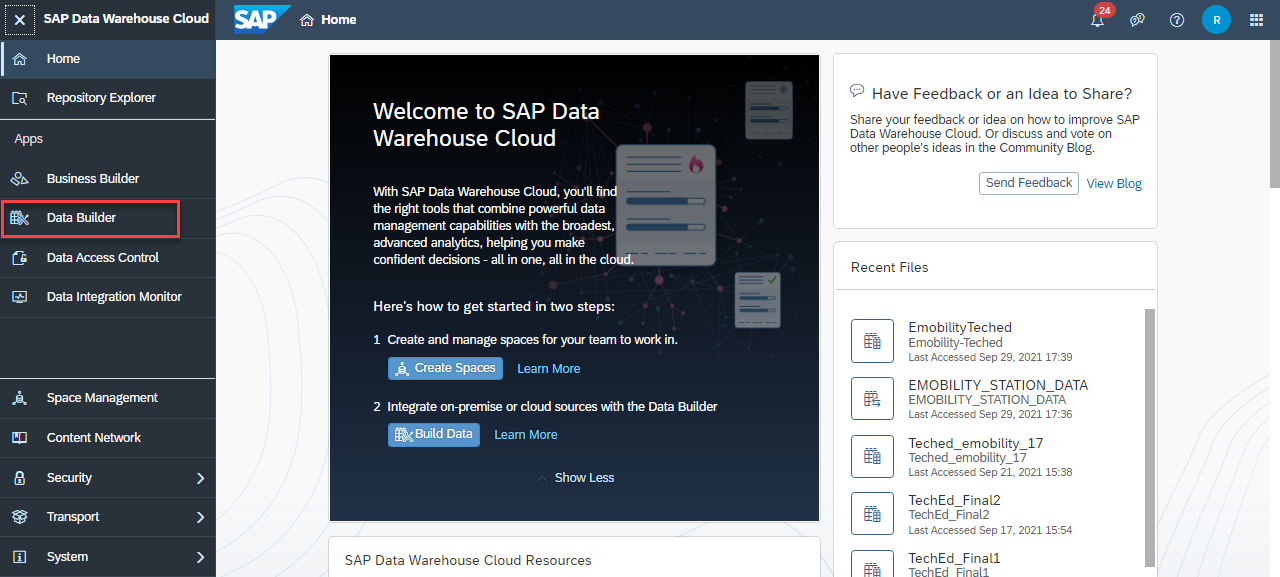 SAP Data Warehouse Cloud
SAP
Home
24
R
Home
Repository Explorer
Apps
Business Builder
Data Builder
Data Access Control
Data Integration Monitor
Space Management
Content Network
Security
Transport
System
Welcome to SAP Data
Warehouse Cloud
With SAP Data Warehouse Cloud, you'll find
the right tools that combine powerful data
management capabilities with the broadest,
advanced analytics, helping you make
confident decisions - all in one, all in the cloud.
Here's how to get started in two steps:
1 Create and manage spaces for your team to work in.
Create Spaces Learn More
2 Integrate on-premise or cloud sources with the Data Builder
Build Data Learn More
Show Less
SAP Data Warehouse Cloud Resources
Have Feedback or an Idea to Share?
Share your feedback or idea on how to improve SAP
Data Warehouse Cloud. Or discuss and vote on
other people's ideas in the Community Blog.
Send Feedback View Blog
Recent Files
EmobilityTeched
Emobility-Teched
Last Accessed Sep 29, 2021 17:39
EMOBILITY_STATION_DATA
EMOBILITY_STATION_DATA
Last Accessed Sep 29, 2021 17:36
Teched_emobility_17
Teched_emobility_17
Last Accessed Sep 21, 2021 15:38
TechEd_Final2
TechEd_Final2
Last Accessed Sep 17, 2021 15:54
TechEd_Final1
TechEd_Final1